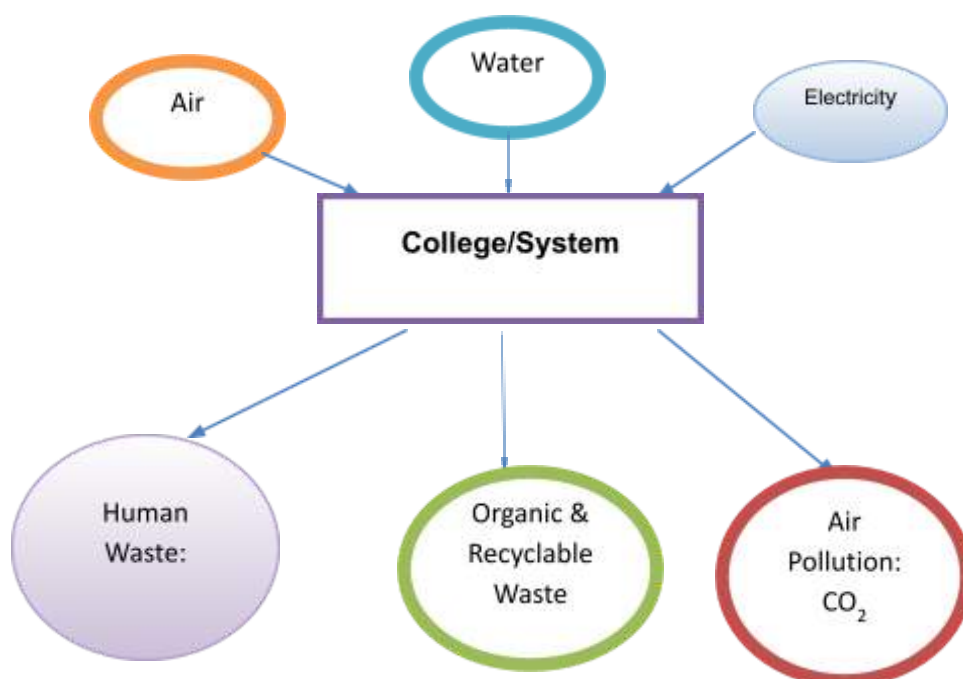 Air
Water
Electricity
College/System
Human
Waste:
Organic &
Recyclable
Waste
Air
Pollution:
CO₂